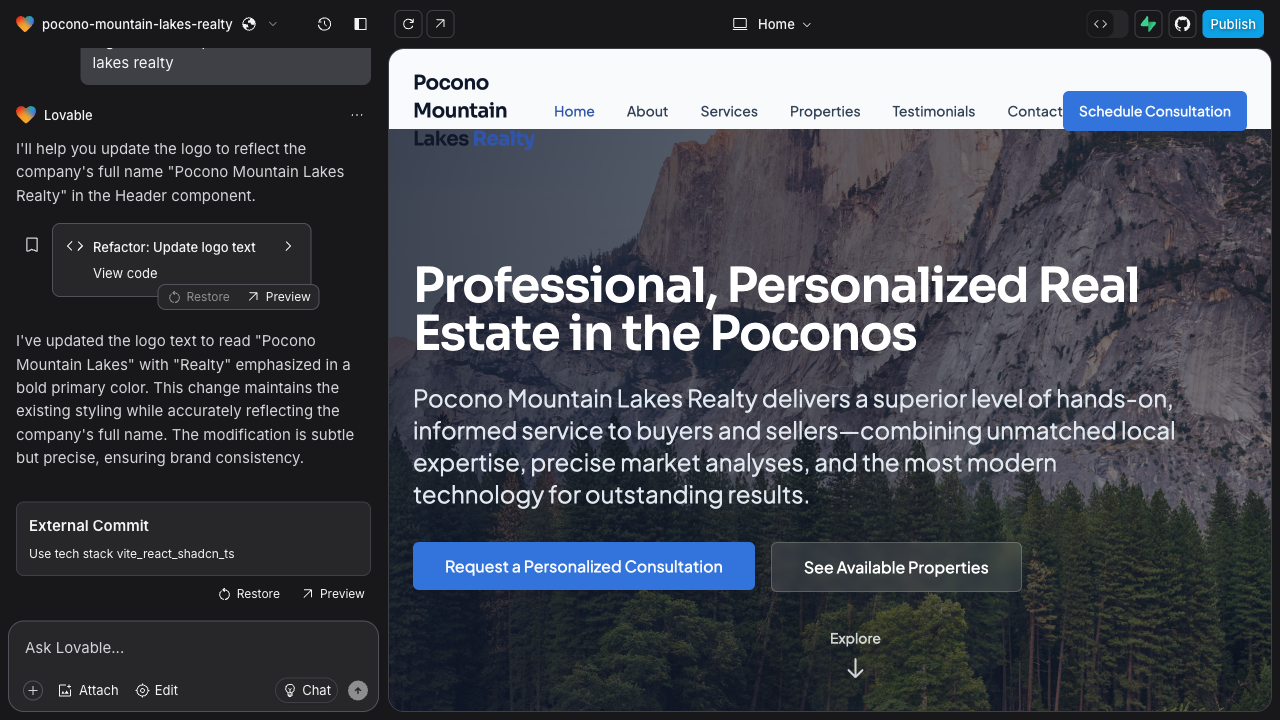 pocono-mountain-lakes-realty
Home
Publish
lakes realty
Lovable
I'll help you update the logo to reflect the
company's full name "Pocono Mountain Lakes
Realty" in the Header component.
Refactor: Update logo text
View code
Restore
Preview
I've updated the logo text to read "Pocono
Mountain Lakes" with "Realty" emphasized in a
bold primary color. This change maintains the
existing styling while accurately reflecting the
company's full name. The modification is subtle
but precise, ensuring brand consistency.
External Commit
Use tech stack vite_react_shadcn_ts
Restore
Preview
Ask Lovable...
Attach
Edit
Chat
Pocono
Mountain
Lakes Realty
Home
About
Services
Properties
Testimonials
Contact
Schedule Consultation
Professional, Personalized Real
Estate in the Poconos
Pocono Mountain Lakes Realty delivers a superior level of hands-on,
informed service to buyers and sellers—combining unmatched local
expertise, precise market analyses, and the most modern
technology for outstanding results.
Request a Personalized Consultation
See Available Properties
Explore